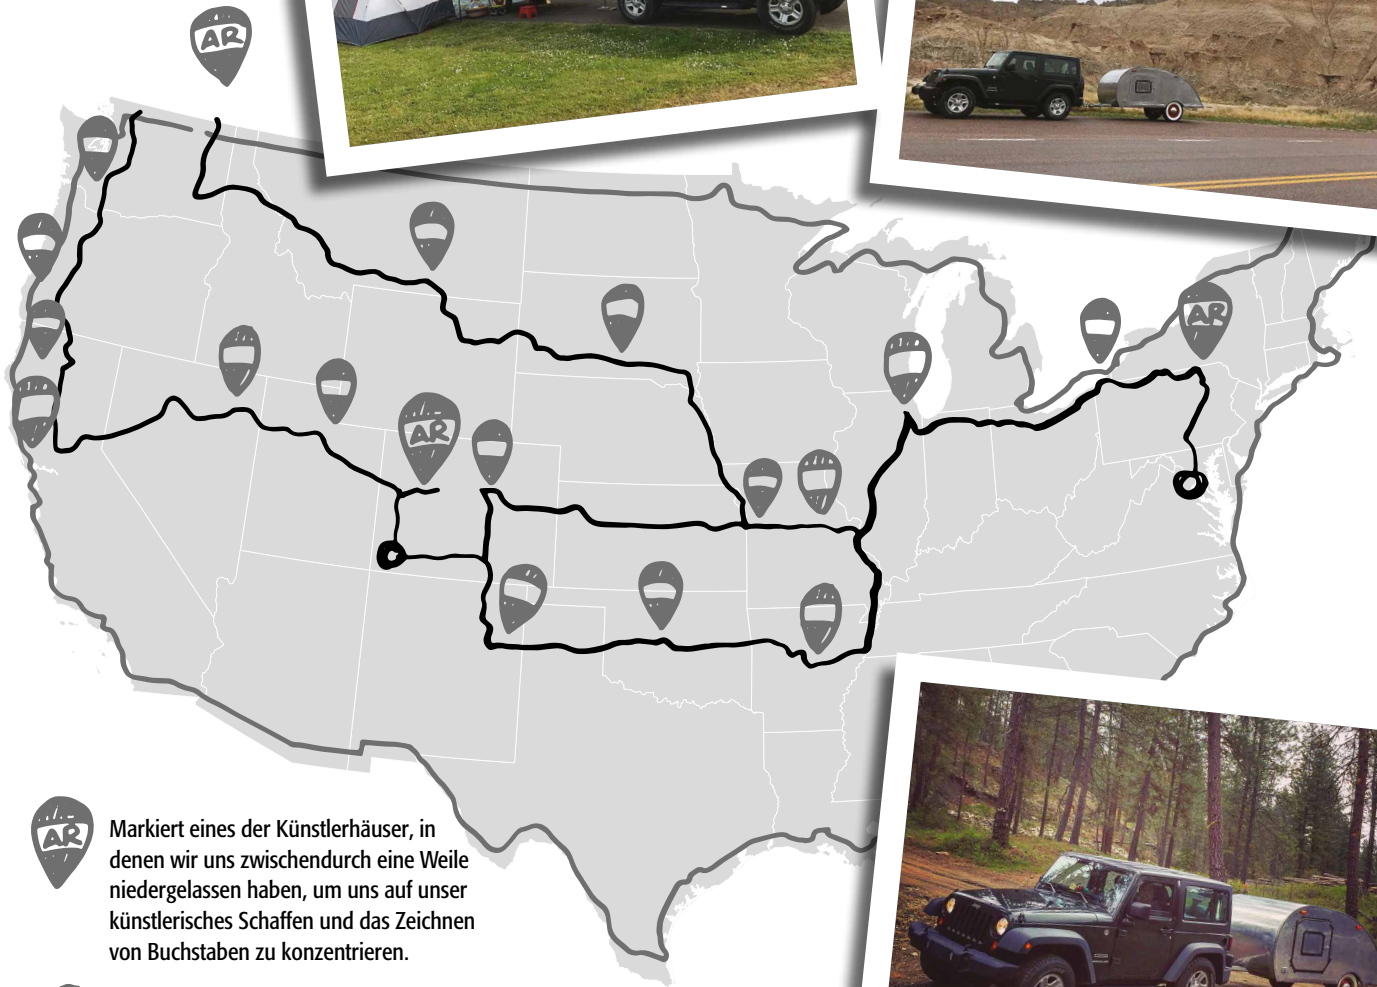 AR
AR
AR
AR
Markiert eines der Künstlerhäuser, in
denen wir uns zwischendurch eine Weile
niedergelassen haben, um uns auf unser
künstlerisches Schaffen und das Zeichnen
von Buchstaben zu konzentrieren.